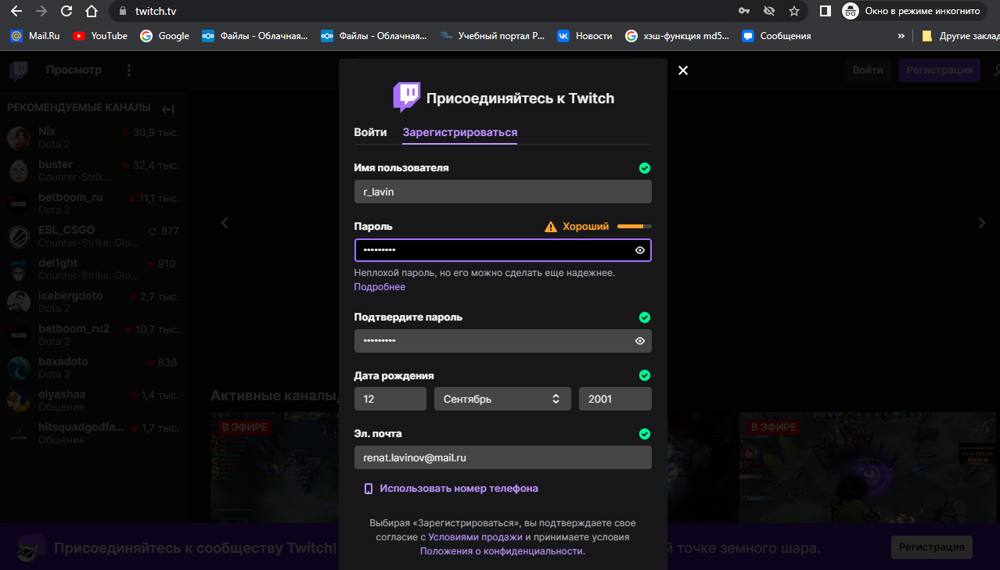 twitch.tv
Окно в режиме инкогнито
Mail.Ru
YouTube
Google
Файлы - Облачная...
Файлы - Облачная...
Учебный портал Р...
Новости
хэш-функция md5...
Сообщения
»
Другие заклад
Просмотр
Войти
Регистрация
РЕКОМЕНДУЕМЫЕ КАНАЛЫ
Nix 30,9 тыс.
Dota 2
buster 32,4 тыс.
Counter-Strik...
betboom_ru 11,1 тыс.
Dota 2
ESL_CSGO 877
Counter-Strike: Glo...
del1ght 910
Counter-Strike: Glo...
icebergdoto 2,7 тыс.
Dota 2
betboom_ru2 10,7 тыс.
Dota 2
baxadoto 838
Dota 2
olyashaa 1,4 тыс.
Общение
hitsquadgodfa... 1,7 тыс.
Общение
Присоединяйтесь к Twitch
Войти
Зарегистрироваться
Имя пользователя
r_lavin
Пароль
Хороший
•••••••••
Неплохой пароль, но его можно сделать еще надежнее.
Подробнее
Подтвердите пароль
•••••••••
Дата рождения
12 Сентябрь 2001
Эл. почта
renat.lavinov@mail.ru
Использовать номер телефона
Выбирая «Зарегистрироваться», вы подтверждаете свое
согласие с Условиями продажи и принимаете условия
Положения о конфиденциальности.
Активные каналы,
В ЭФИРЕ
В ЭФИРЕ
Присоединяйтесь к сообществу Twitch!
й точке земного шара.
Регистрация